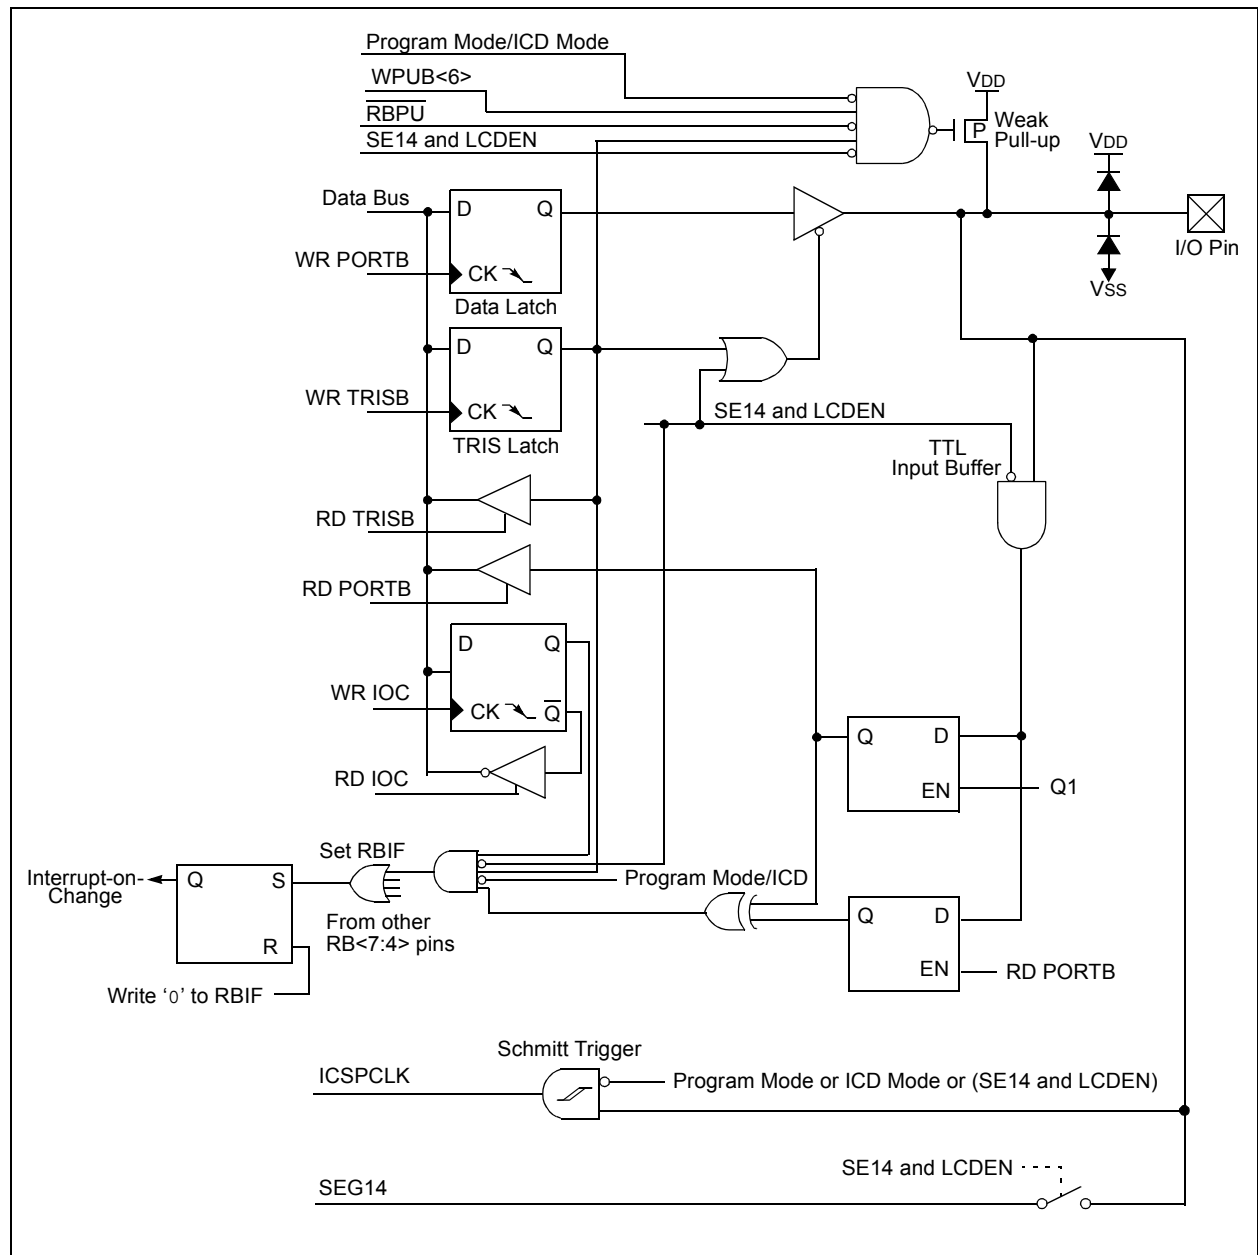 Program Mode/ICD Mode
WPUB<6>
RBPU
SE14 and LCDEN
VDD
P
Weak
Pull-up
VDD
Data Bus
D
Q
I/O Pin
WR PORTB
CK
VSS
Data Latch
D
Q
WR TRISB
CK
SE14 and LCDEN
TRIS Latch
TTL
Input Buffer
RD TRISB
RD PORTB
D
Q
WR IOC
CK
Q
Q
D
RD IOC
EN
Q1
Set RBIF
Interrupt-on-
Change
Q
S
Program Mode/ICD
From other
RB<7:4> pins
Q
D
R
EN
RD PORTB
Write ‘0’ to RBIF
Schmitt Trigger
ICSPCLK
Program Mode or ICD Mode or (SE14 and LCDEN)
SE14 and LCDEN
SEG14